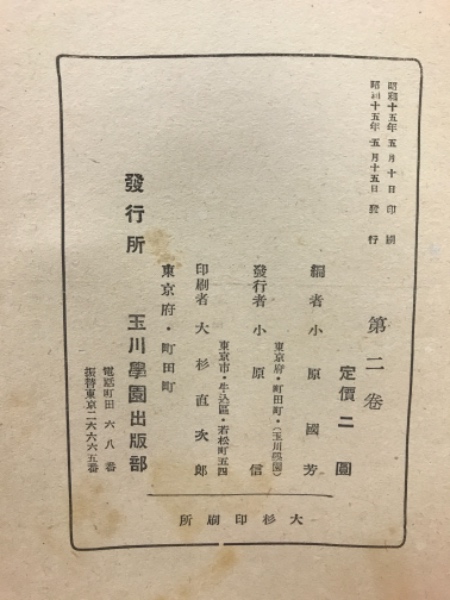 昭和十五年五月十日印刷
昭和十五年五月十五日發行
第二卷
定價二圓
編者 小原國芳
東京府・町田町・(玉川學園)
發行者 小原信
東京市・牛込區・若松町五四
印刷者 大杉直次郎
東京府・町田町
發行所 玉川學園出版部
電話町田六八番
振替東京二六六六五番
大杉印刷所